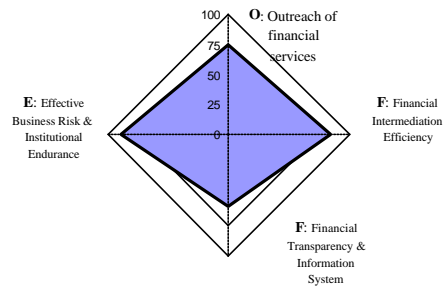 100
75
50
25
0
O: Outreach of
financial
services
E: Effective
Business Risk &
Institutional
Endurance
F: Financial
Intermediation
Efficiency
F: Financial
Transparency &
Information
System